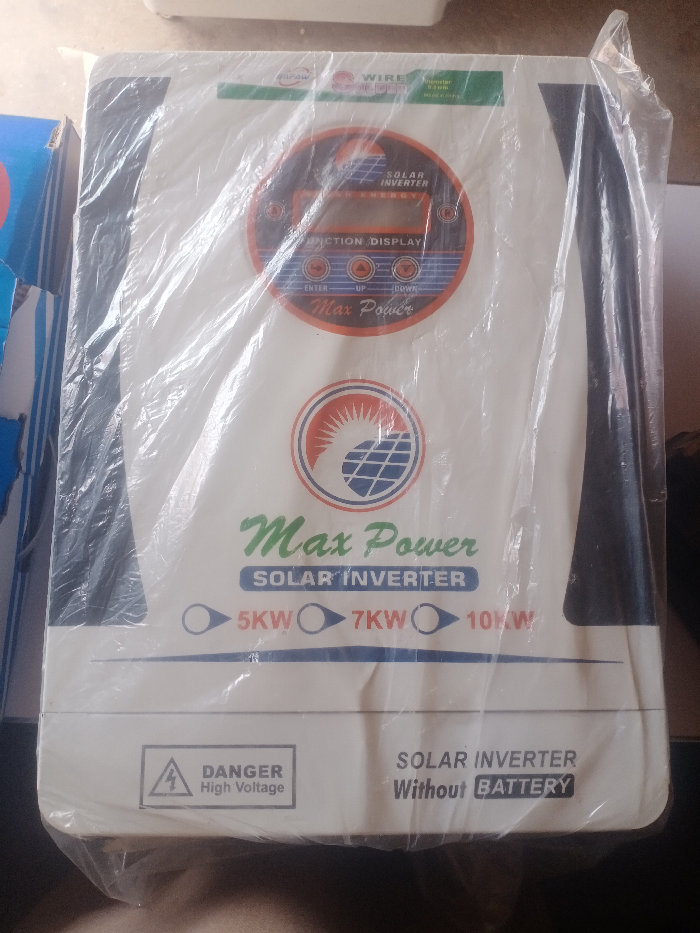 WIRE
SOLAR
INVERTER
FUNCTION DISPLAY
ENTER UP DOWN
Max Power
Max Power
SOLAR INVERTER
5KW 7KW 10KW
DANGER
High Voltage
SOLAR INVERTER
Without BATTERY